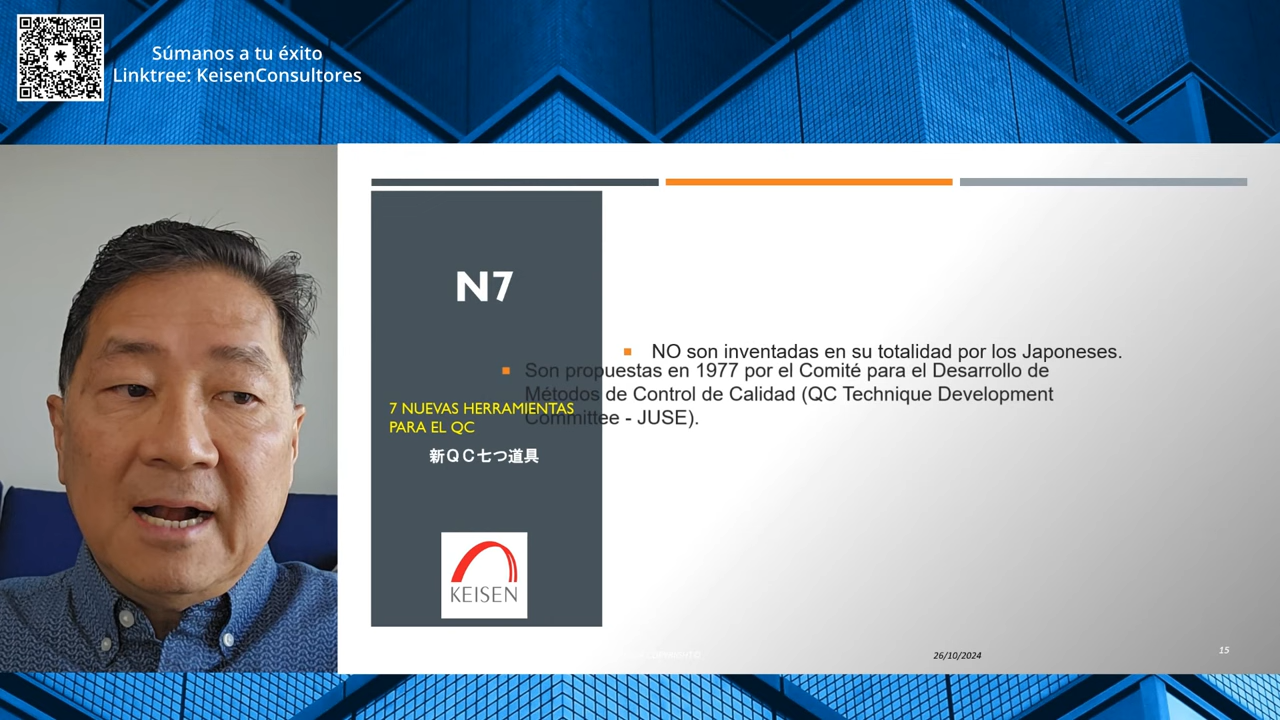 Súmanos a tu éxito
Linktree: KeisenConsultores
N7
7 NUEVAS HERRAMIENTAS
PARA EL QC
新QC七つ道具
KEISEN
NO son inventadas en su totalidad por los Japoneses.
Son propuestas en 1977 por el Comité para el Desarrollo de
Métodos de Control de Calidad (QC Technique Development
Committee - JUSE).
26/10/2024
15